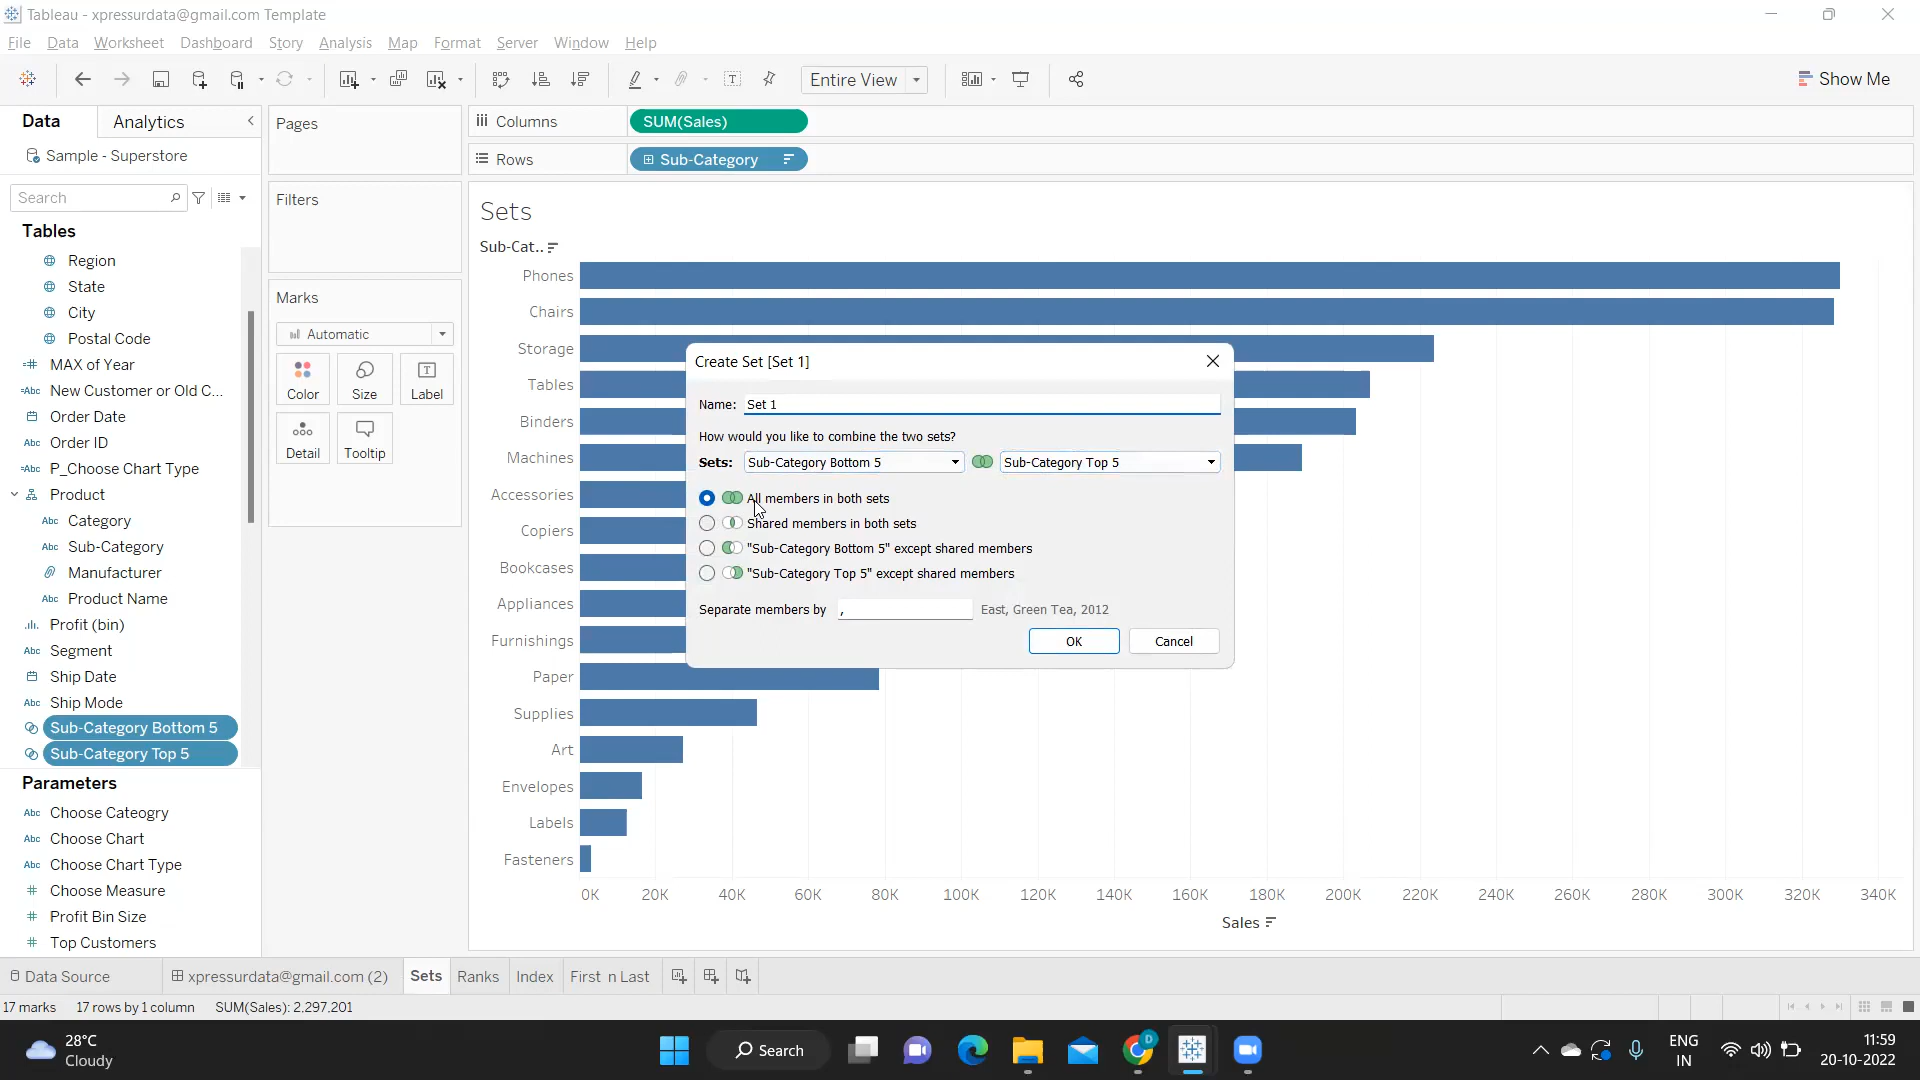 Tableau - xpressurdata@gmail.com Template
File Data Worksheet Dashboard Story Analysis Map Format Server Window Help
Entire View
Show Me
Data Analytics
Sample - Superstore
Search
Tables
Region
State
City
Postal Code
MAX of Year
New Customer or Old C...
Order Date
Order ID
P_Choose Chart Type
Product
Category
Sub-Category
Manufacturer
Product Name
Profit (bin)
Segment
Ship Date
Ship Mode
Sub-Category Bottom 5
Sub-Category Top 5
Parameters
Choose Cateogry
Choose Chart
Choose Chart Type
Choose Measure
Profit Bin Size
Top Customers
Pages
Filters
Marks
Automatic
Color Size Label
Detail Tooltip
Columns SUM(Sales)
Rows Sub-Category
Sets
Sub-Cat..
Phones
Chairs
Storage
Tables
Binders
Machines
Accessories
Copiers
Bookcases
Appliances
Furnishings
Paper
Supplies
Art
Envelopes
Labels
Fasteners
0K 20K 40K 60K 80K 100K 120K 140K 160K 180K 200K 220K 240K 260K 280K 300K 320K 340K
Sales
Create Set [Set 1]
Name: Set 1
How would you like to combine the two sets?
Sets: Sub-Category Bottom 5 Sub-Category Top 5
All members in both sets
Shared members in both sets
"Sub-Category Bottom 5" except shared members
"Sub-Category Top 5" except shared members
Separate members by , East, Green Tea, 2012
OK Cancel
Data Source xpressurdata@gmail.com (2) Sets Ranks Index First n Last
17 marks 17 rows by 1 column SUM(Sales): 2,297,201
28°C
Cloudy
Search
ENG
IN
11:59
20-10-2022